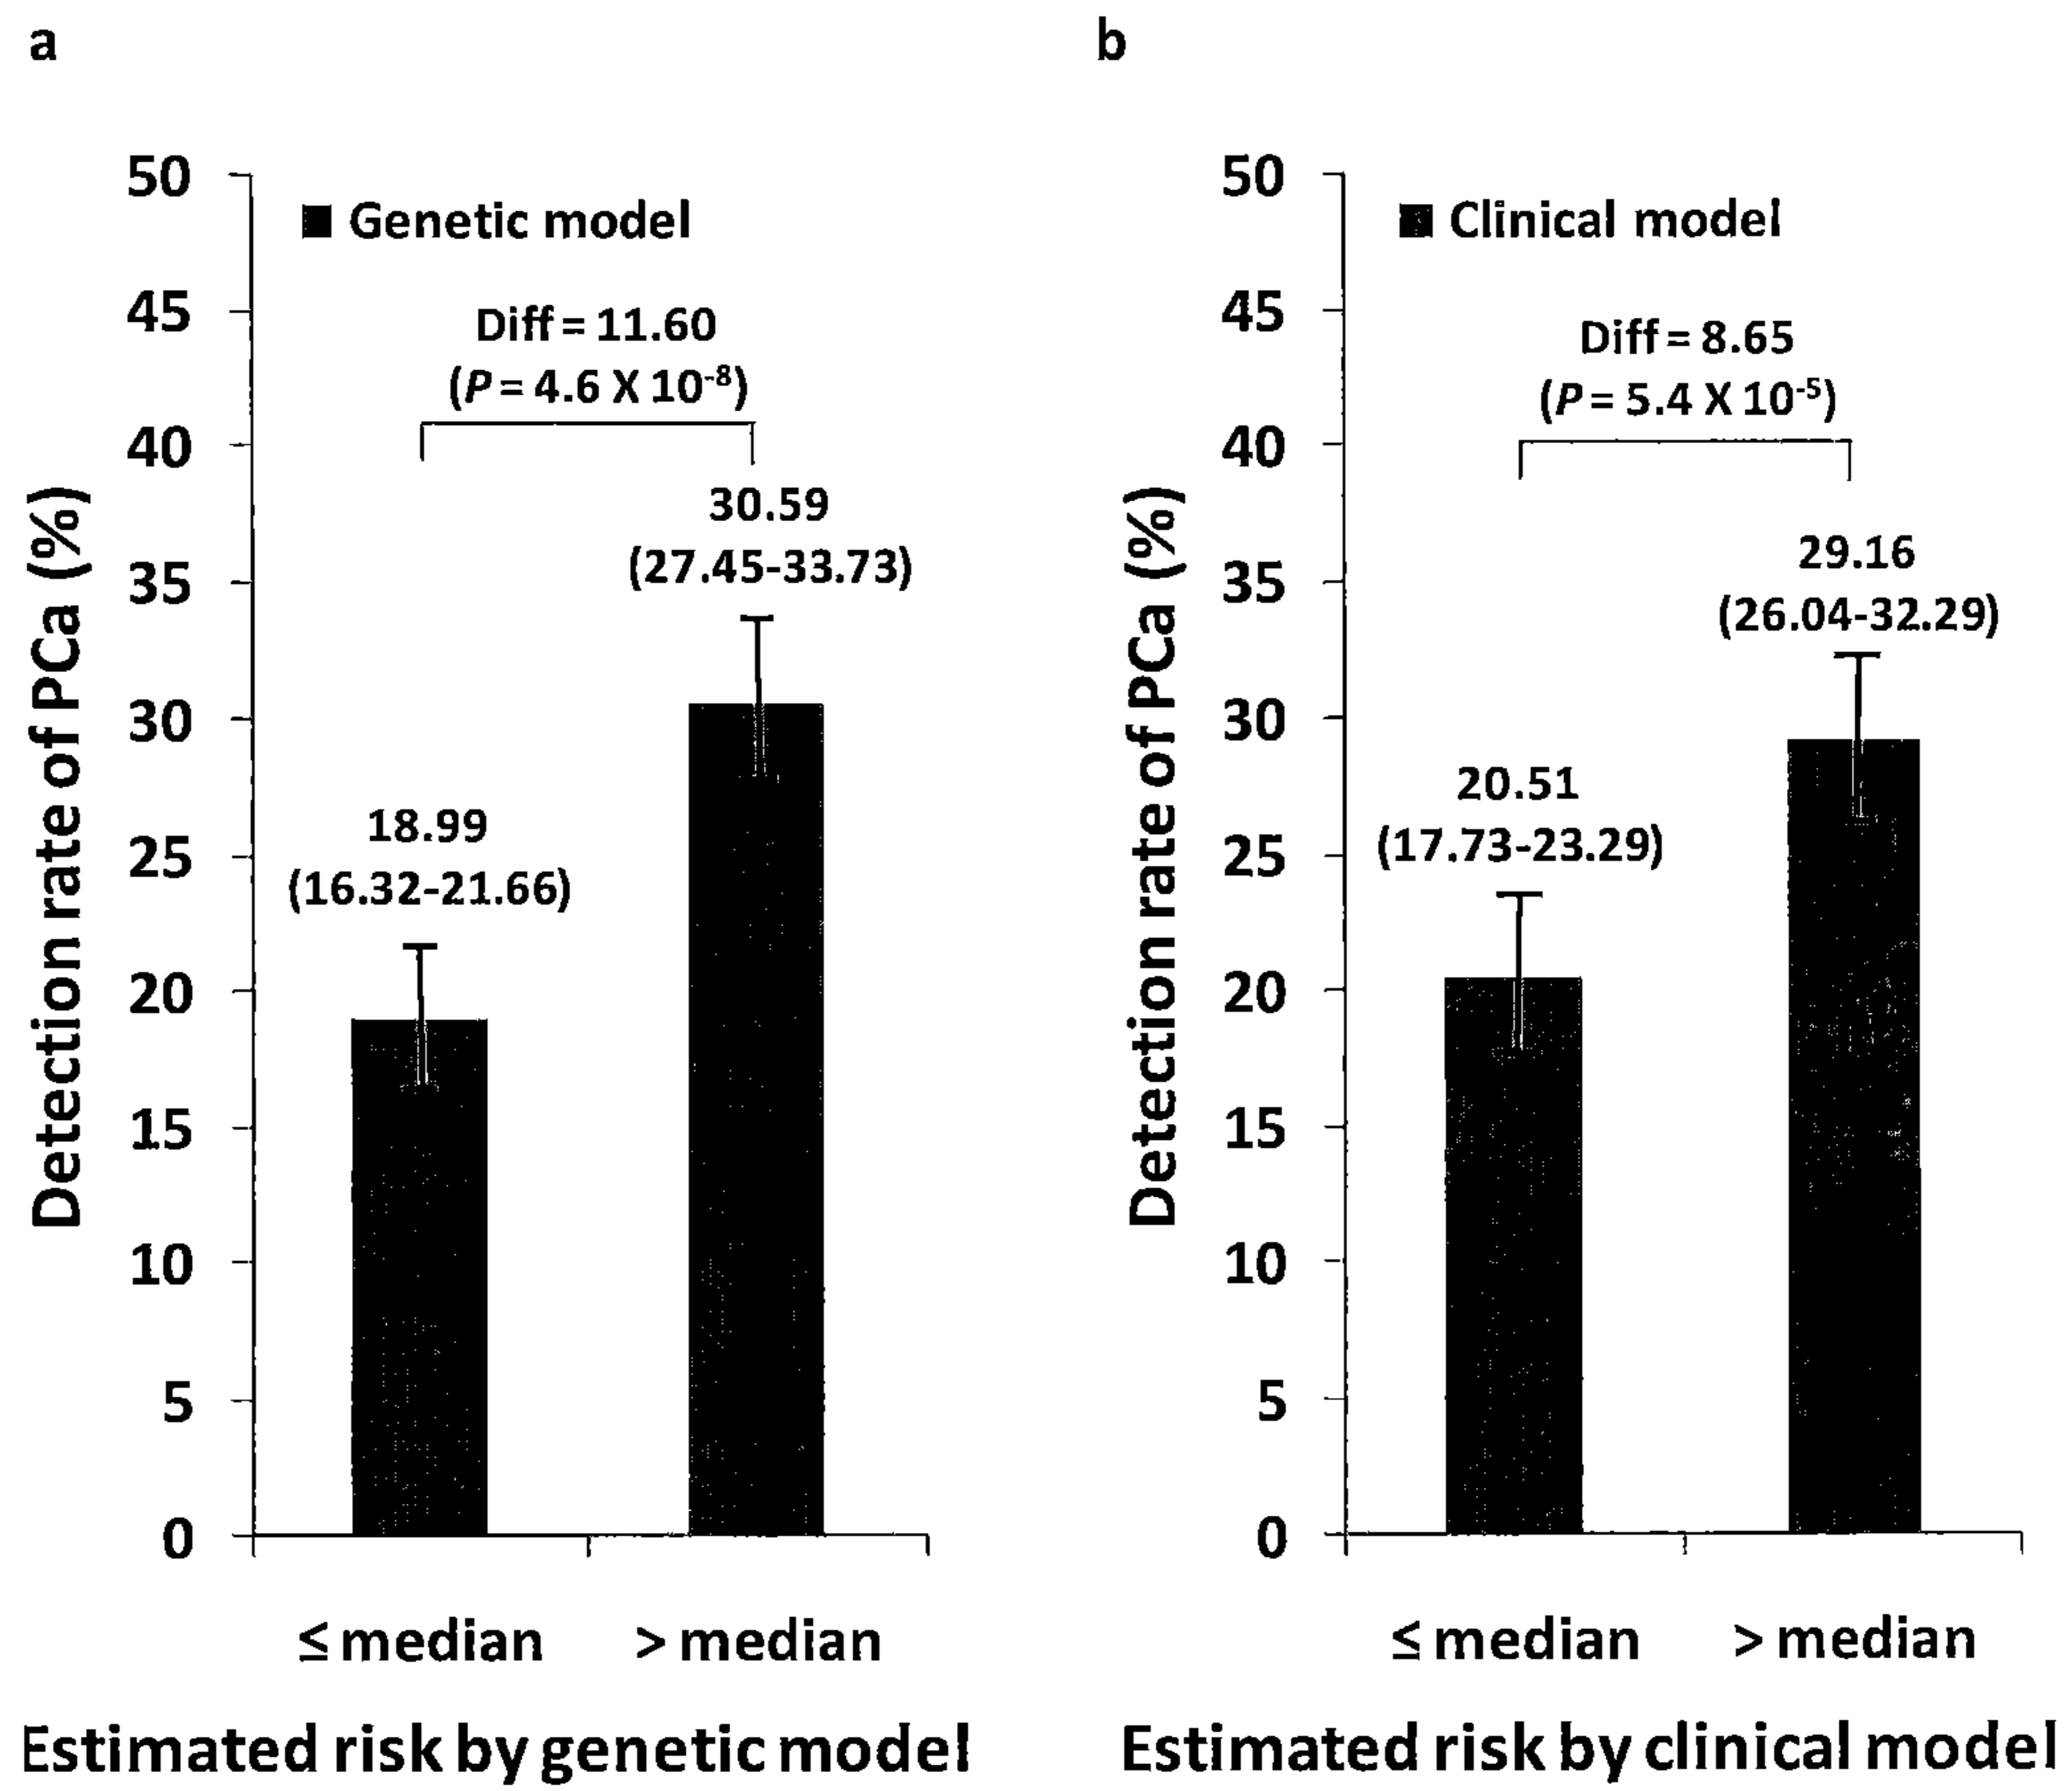 a
50
45
40
35
30
25
20
15
10
5
0
Detection rate of PCa (%)
Genetic model
Diff = 11.60
(P = 4.6 X 10⁻⁸)
30.59
(27.45-33.73)
18.99
(16.32-21.66)
≤ median
> median
Estimated risk by genetic model
b
50
45
40
35
30
25
20
15
10
5
0
Detection rate of PCa (%)
Clinical model
Diff = 8.65
(P = 5.4 X 10⁻⁵)
29.16
(26.04-32.29)
20.51
(17.73-23.29)
≤ median
> median
Estimated risk by clinical model